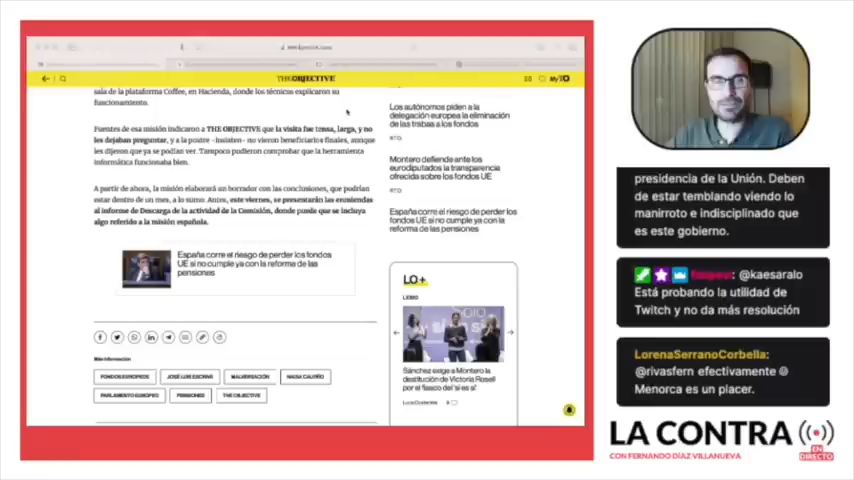 THEOBJECTIVE
MyTO
sala de la plataforma Coffee, en Hacienda, donde los técnicos explicaron su
funcionamiento.
Fuentes de esa misión indicaron a THE OBJECTIVE que la visita fue tensa, larga, y no
les dejaban preguntar, y a la postre -insisten- no vieron beneficiarios finales, aunque
les dijeron que ya se podían ver. Tampoco pudieron comprobar que la herramienta
informática funcionaba bien.
A partir de ahora, la misión elaborará un borrador con las conclusiones, que podrían
estar dentro de un mes, a lo sumo. Antes, este viernes, se presentarán las enmiendas
al informe de Descarga de la actividad de la Comisión, donde puede que se incluya
algo referido a la misión española.
España corre el riesgo de perder los fondos
UE si no cumple ya con la reforma de las
pensiones
Más información
FONDOS EUROPEOS
JOSÉ LUIS ESCRIVÁ
MALVERSACIÓN
NADIA CALVIÑO
PARLAMENTO EUROPEO
PENSIONES
THE OBJECTIVE
Los autónomos piden a la
delegación europea la eliminación
de las trabas a los fondos
R.T.O.
Montero defiende ante los
eurodiputados la transparencia
ofrecida sobre los fondos UE
R.T.O.
España corre el riesgo de perder los fondos
UE si no cumple ya con la reforma de las pensiones
LO+
LEÍDO
Sánchez exige a Montero la
destitución de Victoria Rosell
por el fiasco del 'sí es sí'
presidencia de la Unión. Deben
de estar temblando viendo lo
manirroto e indisciplinado que
es este gobierno.
: @kaesaralo
Está probando la utilidad de
Twitch y no da más resolución
LorenaSerranoCorbella:
@rivasfern efectivamente
Menorca es un placer.
LA CONTRA
EN
DIRECTO
CON FERNANDO DÍAZ VILLANUEVA